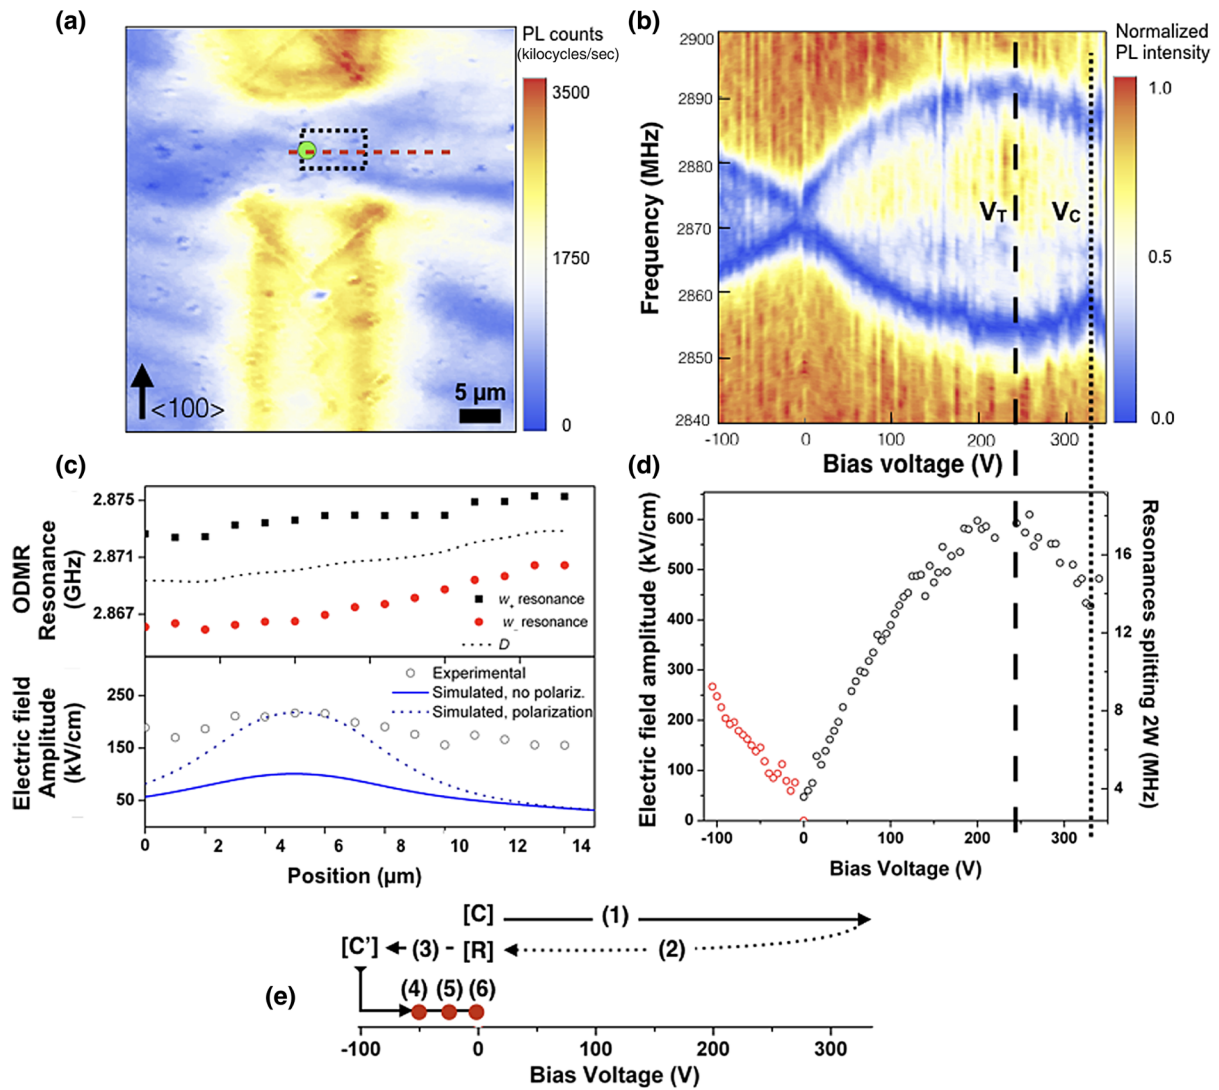 (a)
PL counts
(kilocycles/sec)
3500
1750
0
5 µm
<100>
(b)
Normalized
PL intensity
1.0
0.5
0.0
Frequency (MHz)
2900
2890
2880
2870
2860
2850
2840
V_T
V_C
-100 0 100 200 300
Bias voltage (V)
(c)
ODMR
Resonance
(GHz)
2.875
2.871
2.867
w₊ resonance
w₋ resonance
D
Electric field
Amplitude
(kV/cm)
250
150
50
Experimental
Simulated, no polariz.
Simulated, polarization
0 2 4 6 8 10 12 14
Position (µm)
(d)
Electric field amplitude (kV/cm)
600
500
400
300
200
100
0
Resonances splitting 2W (MHz)
16
12
8
4
-100 0 100 200 300
Bias Voltage (V)
(e)
[C] (1)
[C'] (3) [R] (2)
(4) (5) (6)
-100 0 100 200 300
Bias Voltage (V)